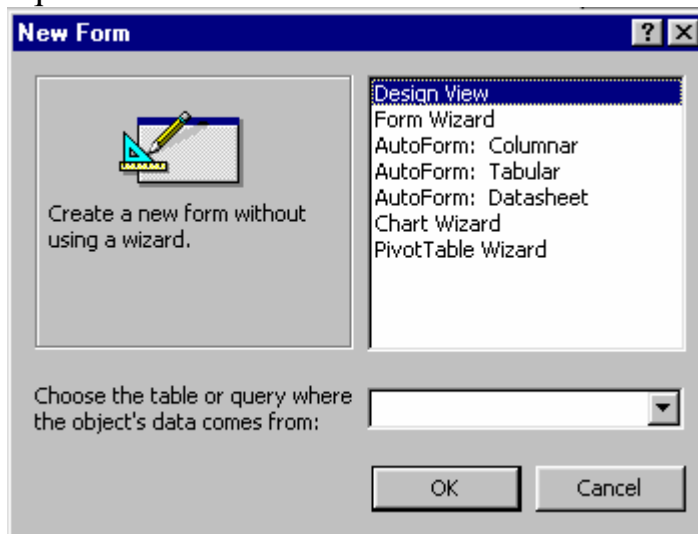 New Form
Create a new form without
using a wizard.
Design View
Form Wizard
AutoForm: Columnar
AutoForm: Tabular
AutoForm: Datasheet
Chart Wizard
PivotTable Wizard
Choose the table or query where
the object's data comes from:
OK
Cancel